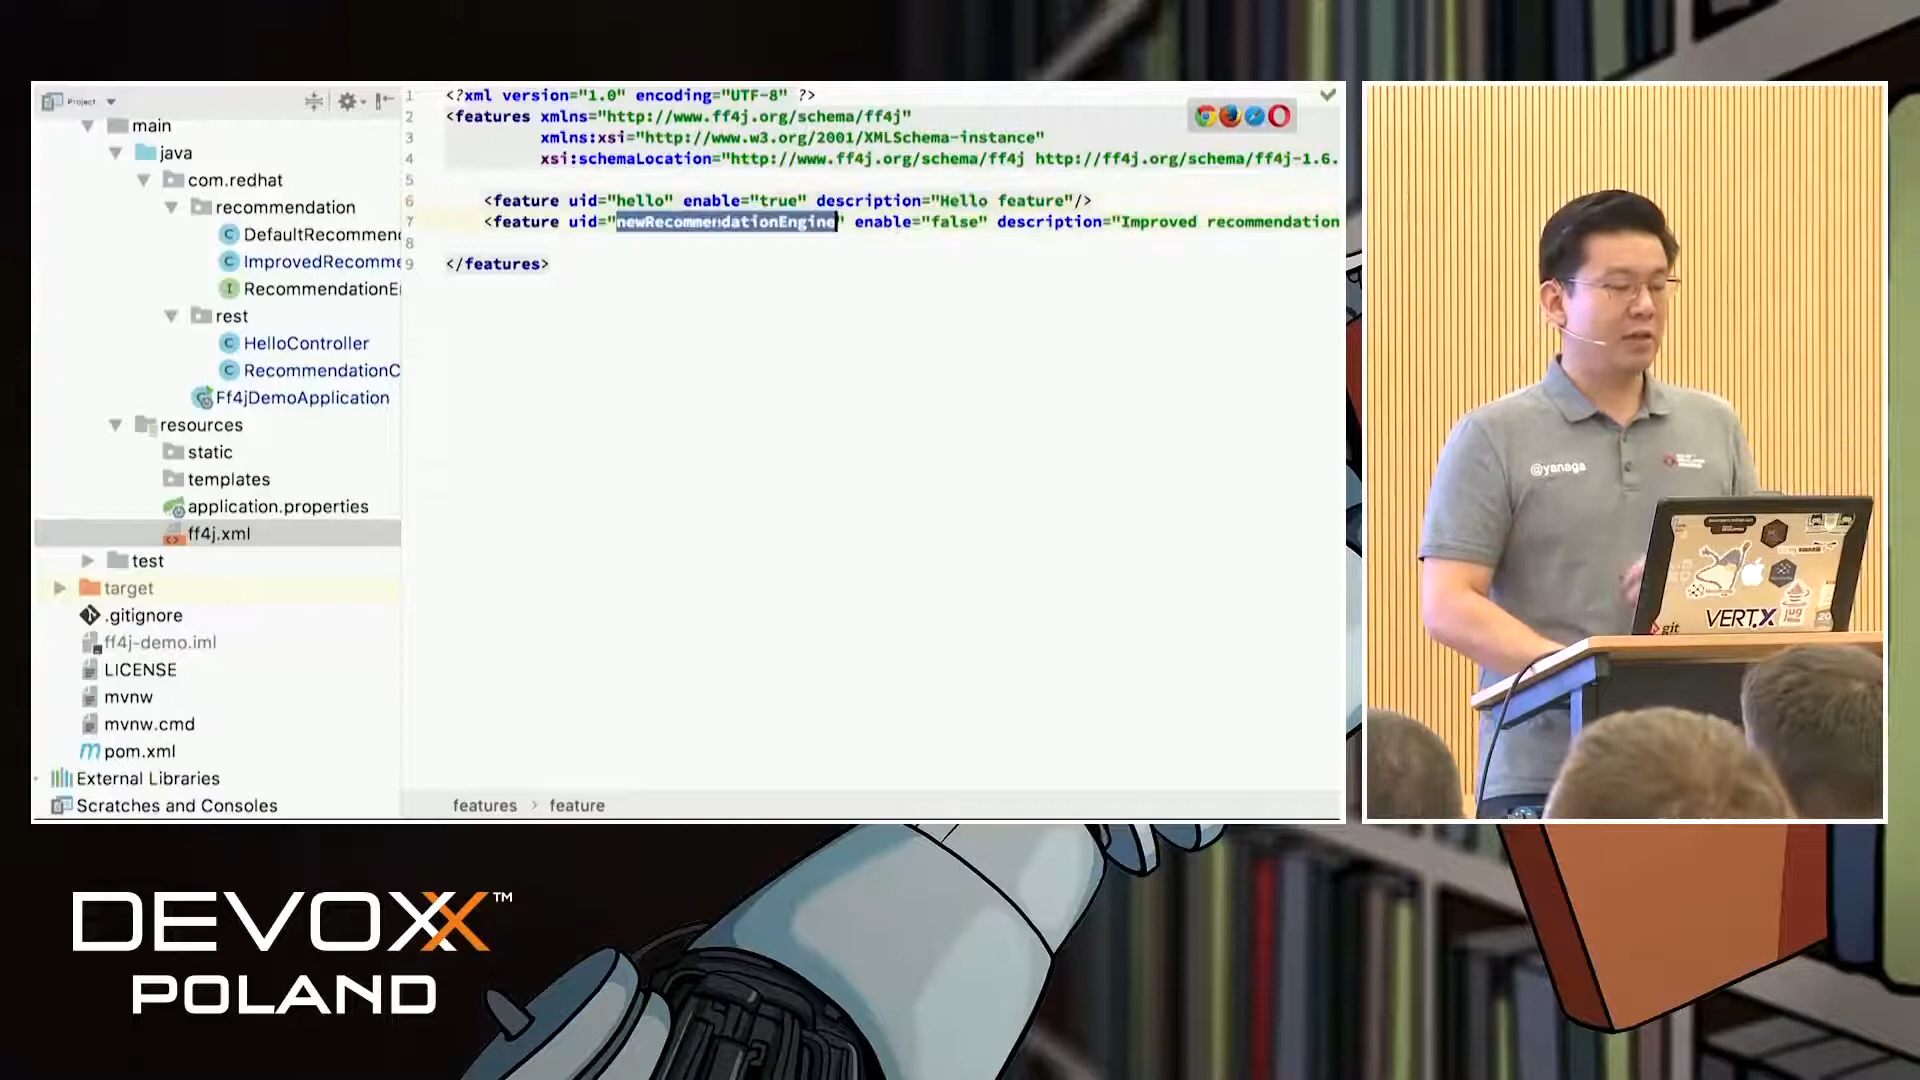 Project
main
java
com.redhat
recommendation
DefaultRecommen
ImprovedRecomme
RecommendationE
rest
HelloController
RecommendationC
Ff4jDemoApplication
resources
static
templates
application.properties
ff4j.xml
test
target
.gitignore
ff4j-demo.iml
LICENSE
mvnw
mvnw.cmd
pom.xml
External Libraries
Scratches and Consoles
1 <?xml version="1.0" encoding="UTF-8" ?>
2 <features xmlns="http://www.ff4j.org/schema/ff4j"
3 xmlns:xsi="http://www.w3.org/2001/XMLSchema-instance"
4 xsi:schemaLocation="http://www.ff4j.org/schema/ff4j http://ff4j.org/schema/ff4j-1.6.
5
6 <feature uid="hello" enable="true" description="Hello feature"/>
7 <feature uid="newRecommendationEngine" enable="false" description="Improved recommendation
8
9 </features>
features > feature
@yanaga
VERT.X
git
jug
20
DEVOXX™
POLAND